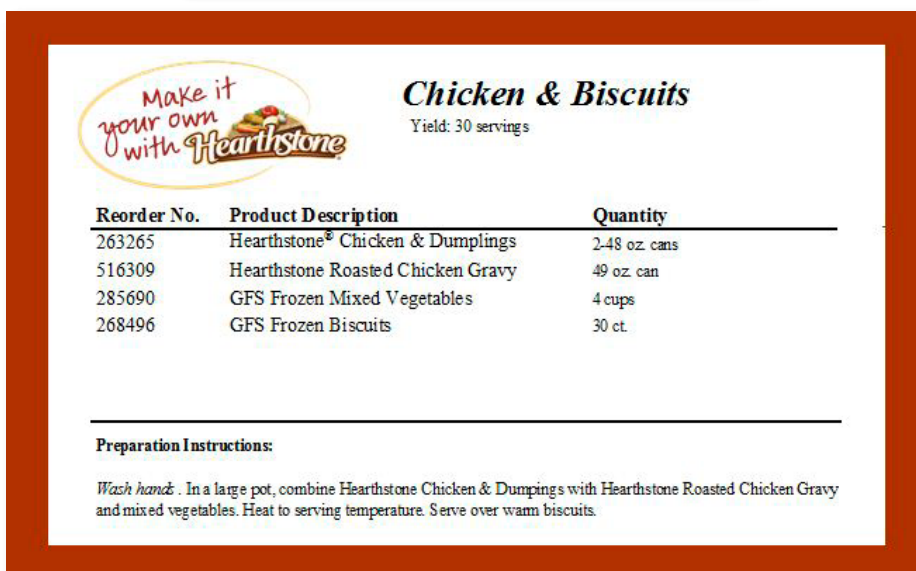 Make it
your own
with Hearthstone
Chicken & Biscuits
Yield: 30 servings
Reorder No. Product Description Quantity
263265 Hearthstone® Chicken & Dumplings 2-48 oz. cans
516309 Hearthstone Roasted Chicken Gravy 49 oz. can
285690 GFS Frozen Mixed Vegetables 4 cups
268496 GFS Frozen Biscuits 30 ct.
Preparation Instructions:
Wash hands . In a large pot, combine Hearthstone Chicken & Dumpings with Hearthstone Roasted Chicken Gravy
and mixed vegetables. Heat to serving temperature. Serve over warm biscuits.